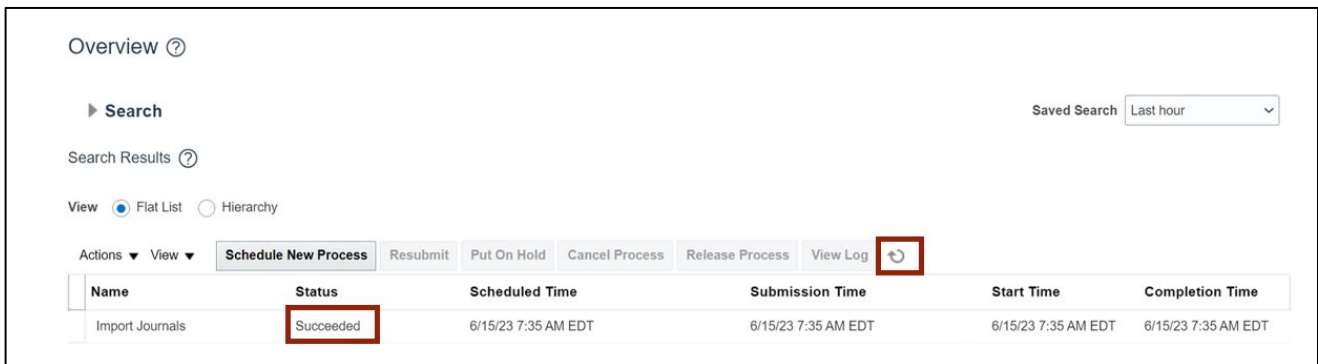 Overview
Search
Saved Search Last hour
Search Results
View Flat List Hierarchy
Actions View Schedule New Process Resubmit Put On Hold Cancel Process Release Process View Log
Name Status Scheduled Time Submission Time Start Time Completion Time
Import Journals Succeeded 6/15/23 7:35 AM EDT 6/15/23 7:35 AM EDT 6/15/23 7:35 AM EDT 6/15/23 7:35 AM EDT